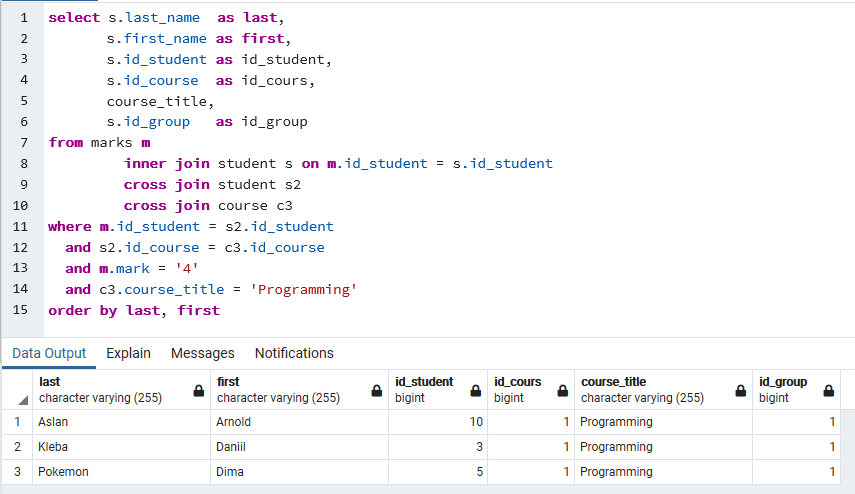 1 select s.last_name as last,
2 s.first_name as first,
3 s.id_student as id_student,
4 s.id_course as id_cours,
5 course_title,
6 s.id_group as id_group
7 from marks m
8 inner join student s on m.id_student = s.id_student
9 cross join student s2
10 cross join course c3
11 where m.id_student = s2.id_student
12 and s2.id_course = c3.id_course
13 and m.mark = '4'
14 and c3.course_title = 'Programming'
15 order by last, first
Data Output Explain Messages Notifications
last first id_student id_cours course_title id_group
character varying (255) character varying (255) bigint bigint character varying (255) bigint
1 Aslan Arnold 10 1 Programming 1
2 Kleba Daniil 3 1 Programming 1
3 Pokemon Dima 5 1 Programming 1